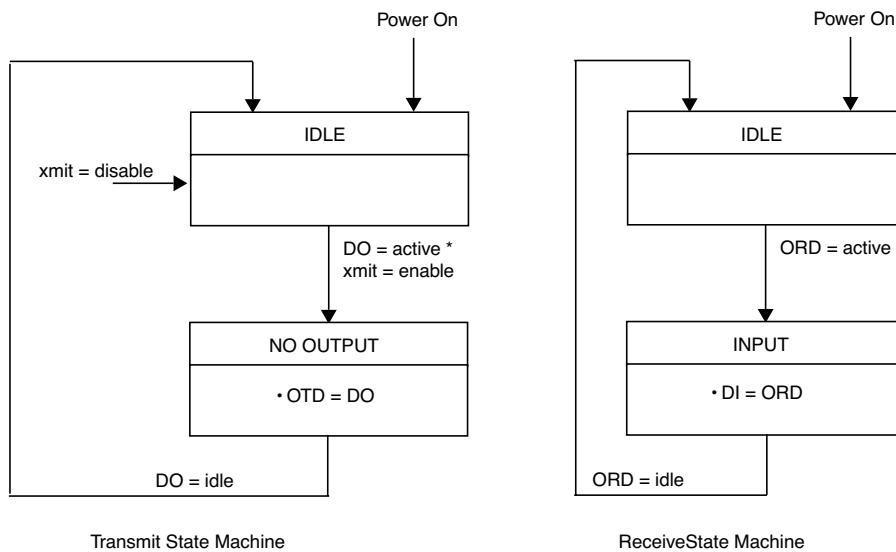 Power On
IDLE
xmit = disable
DO = active *
xmit = enable
NO OUTPUT
• OTD = DO
DO = idle
Transmit State Machine
Power On
IDLE
ORD = active
INPUT
• DI = ORD
ORD = idle
ReceiveState Machine